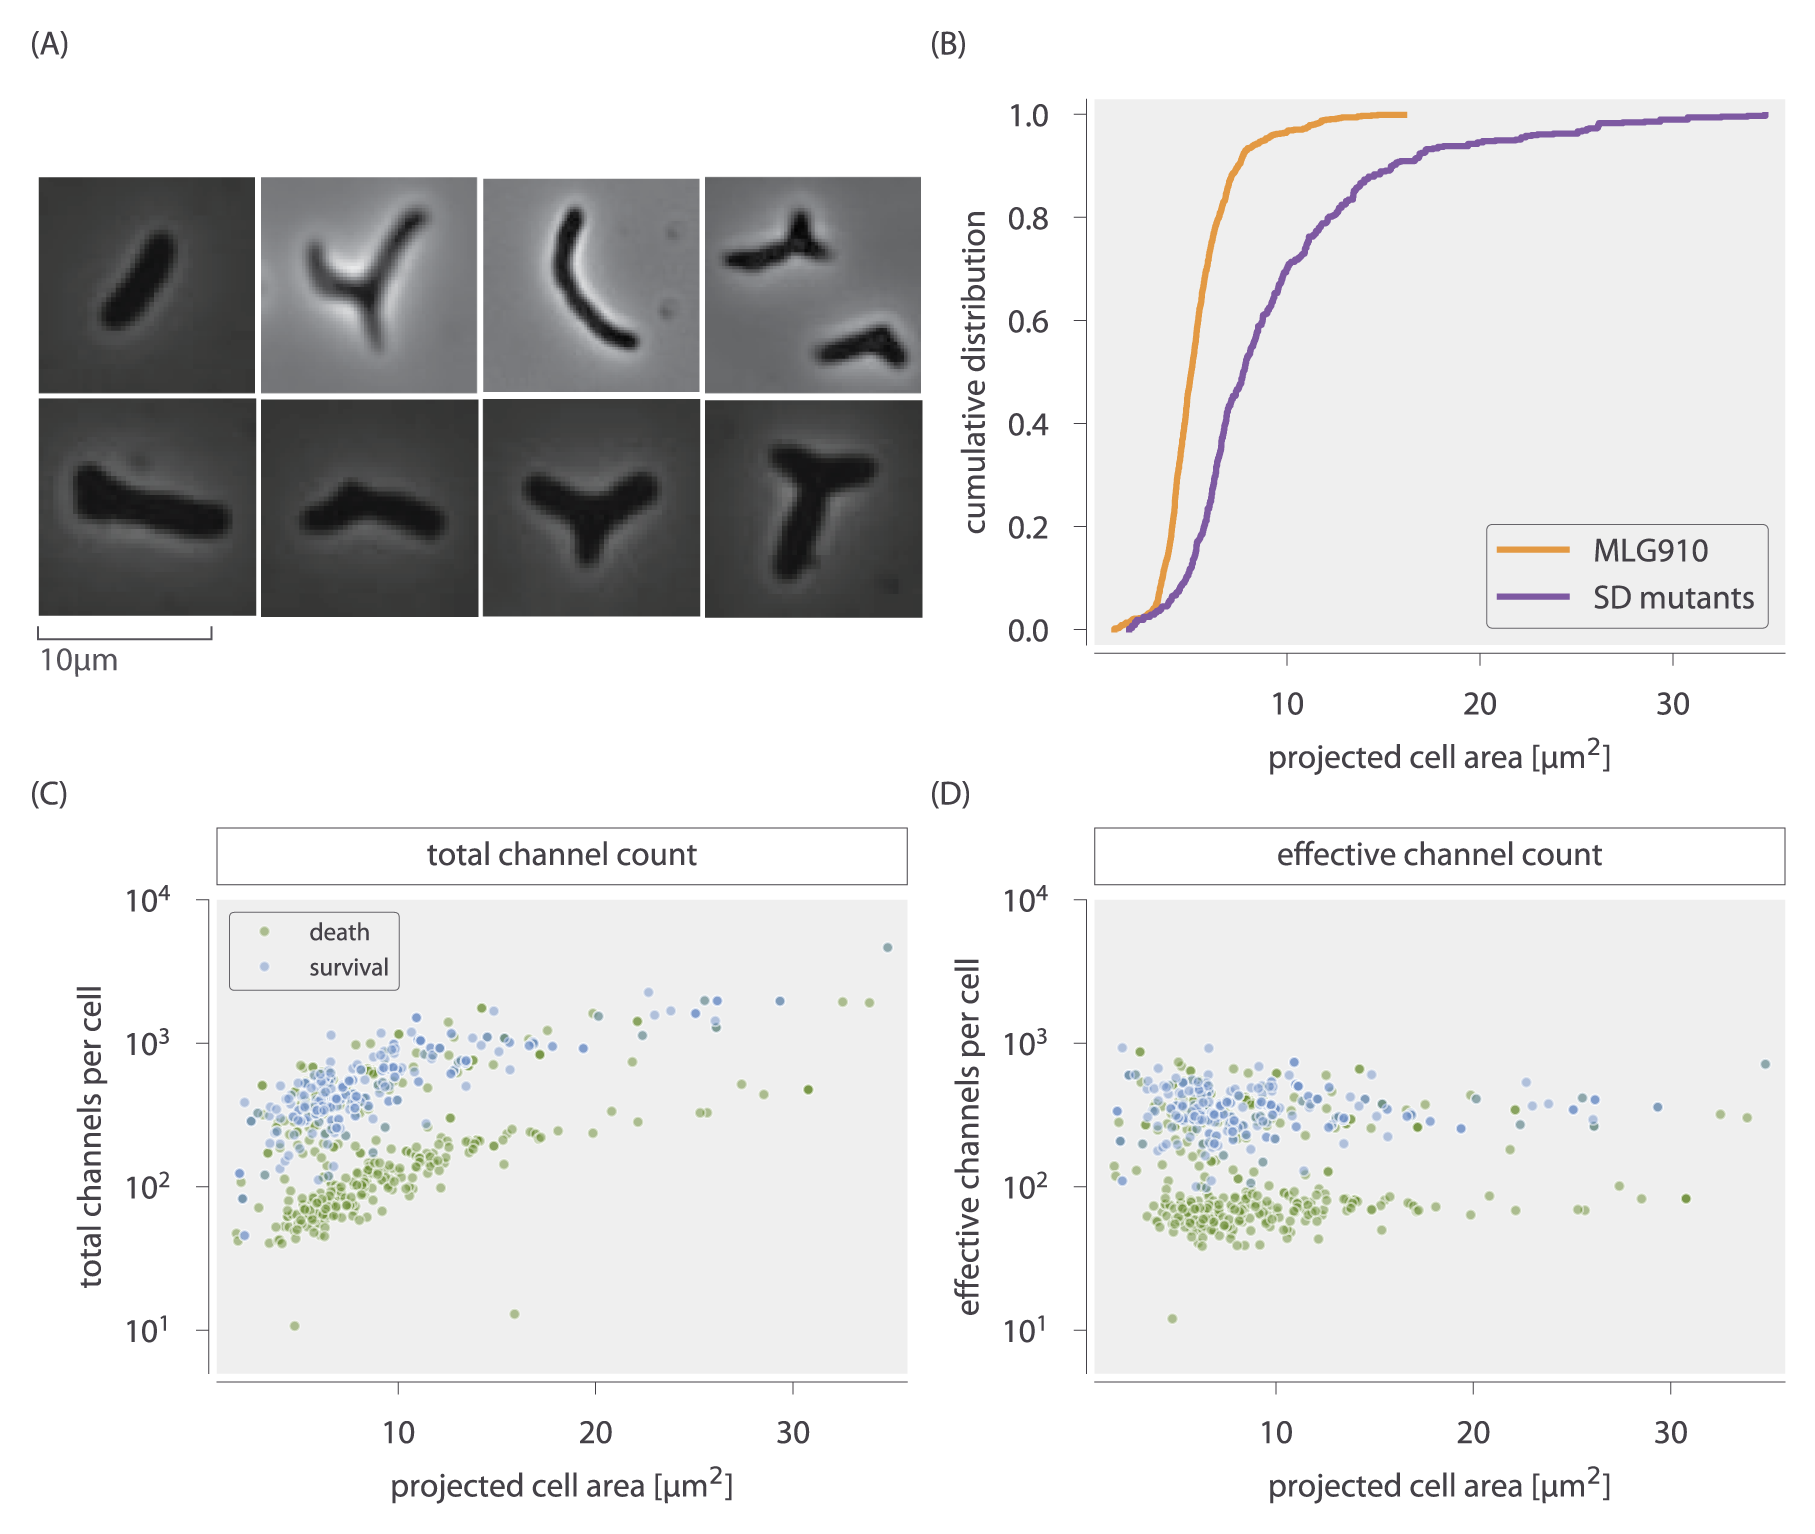 (A)
10µm
(B)
1.0
0.8
0.6
0.4
0.2
0.0
cumulative distribution
MLG910
SD mutants
10 20 30
projected cell area [µm²]
(C)
total channel count
10⁴
10³
10²
10¹
total channels per cell
death
survival
10 20 30
projected cell area [µm²]
(D)
effective channel count
10⁴
10³
10²
10¹
effective channels per cell
10 20 30
projected cell area [µm²]